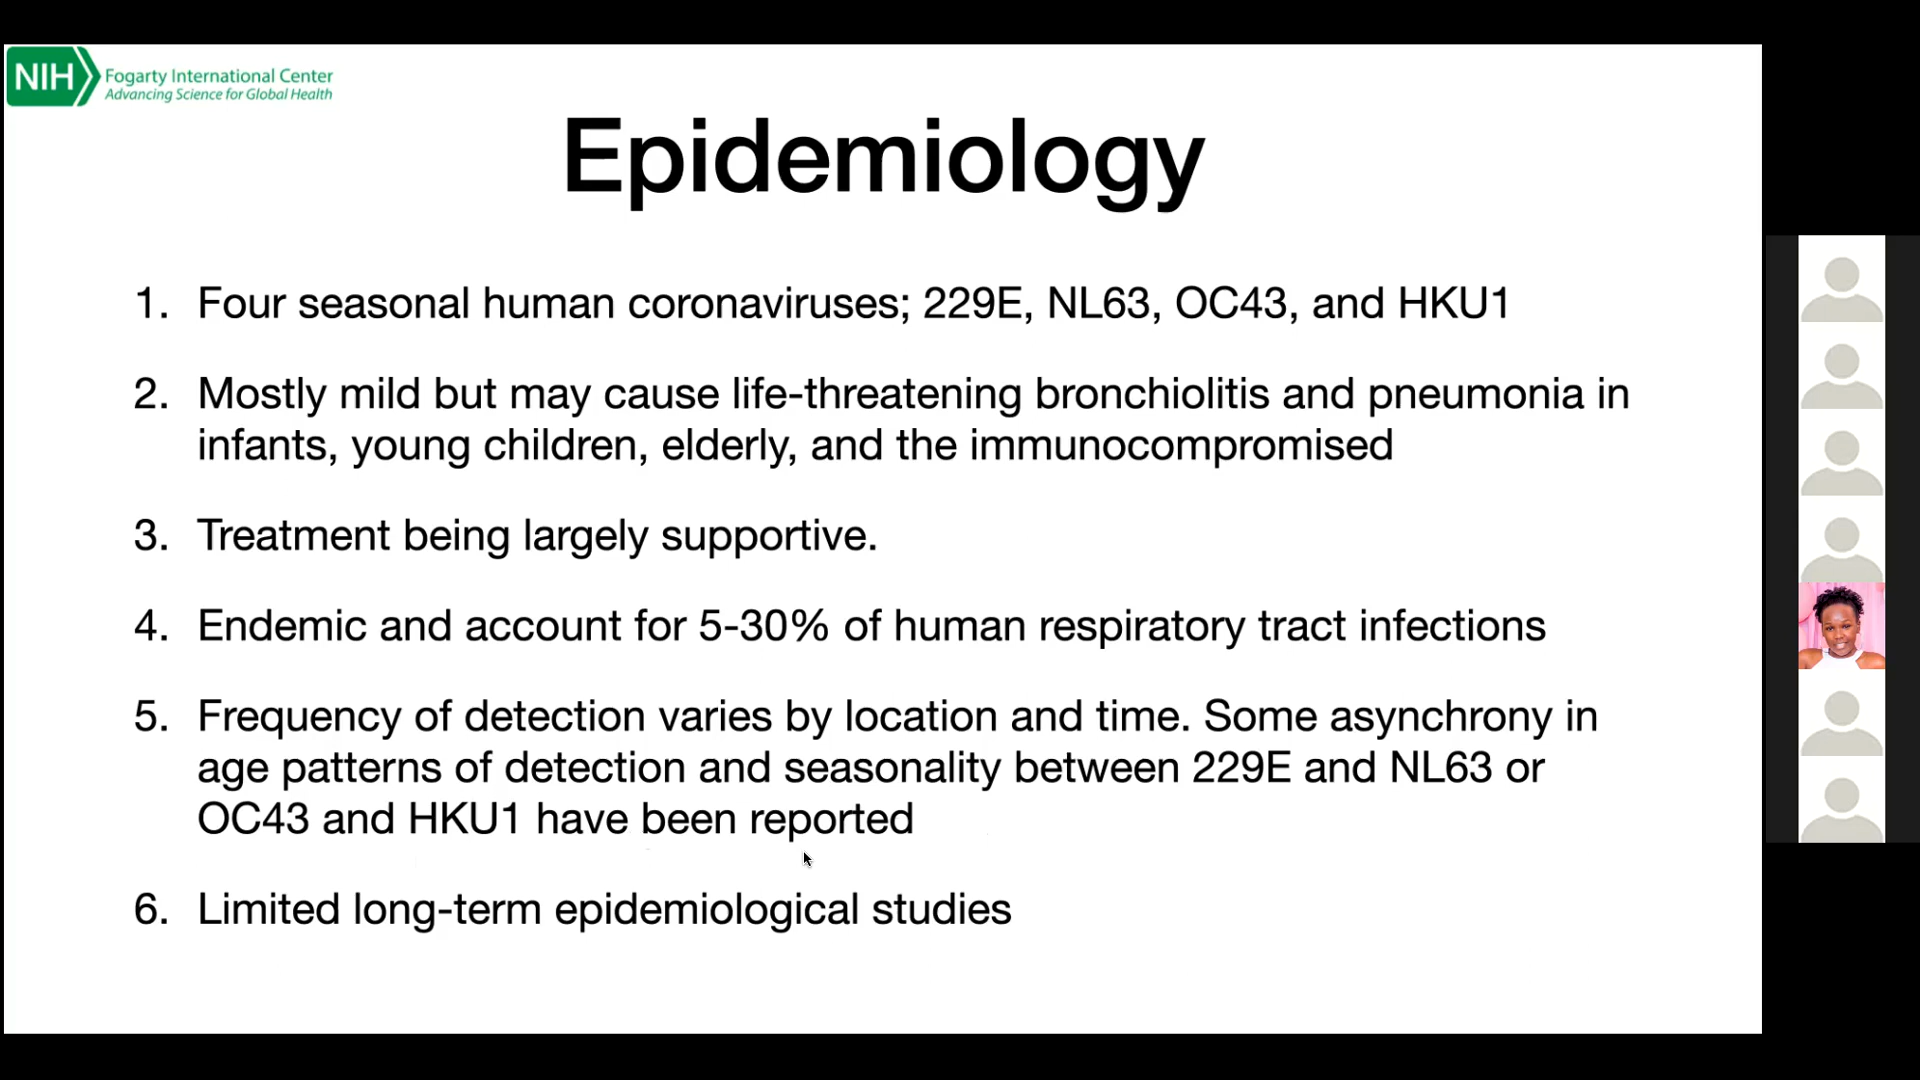 NIH
Fogarty International Center
Advancing Science for Global Health
Epidemiology
1. Four seasonal human coronaviruses; 229E, NL63, OC43, and HKU1
2. Mostly mild but may cause life-threatening bronchiolitis and pneumonia in
infants, young children, elderly, and the immunocompromised
3. Treatment being largely supportive.
4. Endemic and account for 5-30% of human respiratory tract infections
5. Frequency of detection varies by location and time. Some asynchrony in
age patterns of detection and seasonality between 229E and NL63 or
OC43 and HKU1 have been reported
6. Limited long-term epidemiological studies